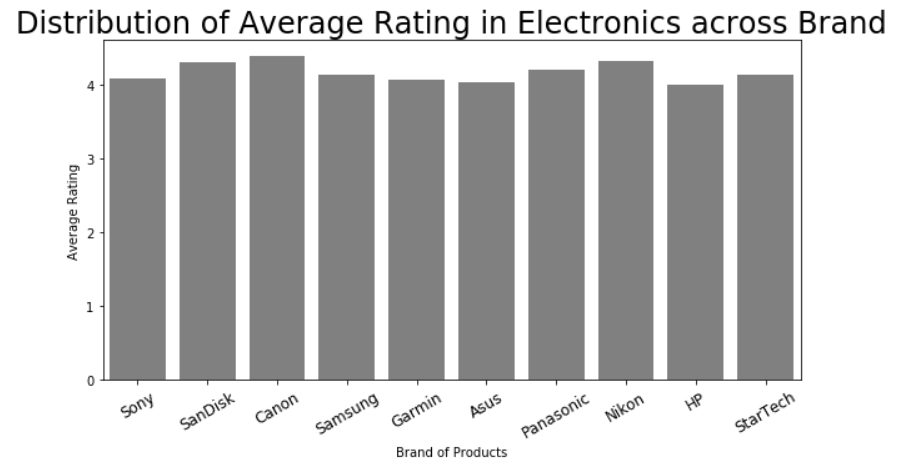 Distribution of Average Rating in Electronics across Brand
Average Rating
4
3
2
1
0
Sony
SanDisk
Canon
Samsung
Garmin
Asus
Panasonic
Nikon
HP
StarTech
Brand of Products